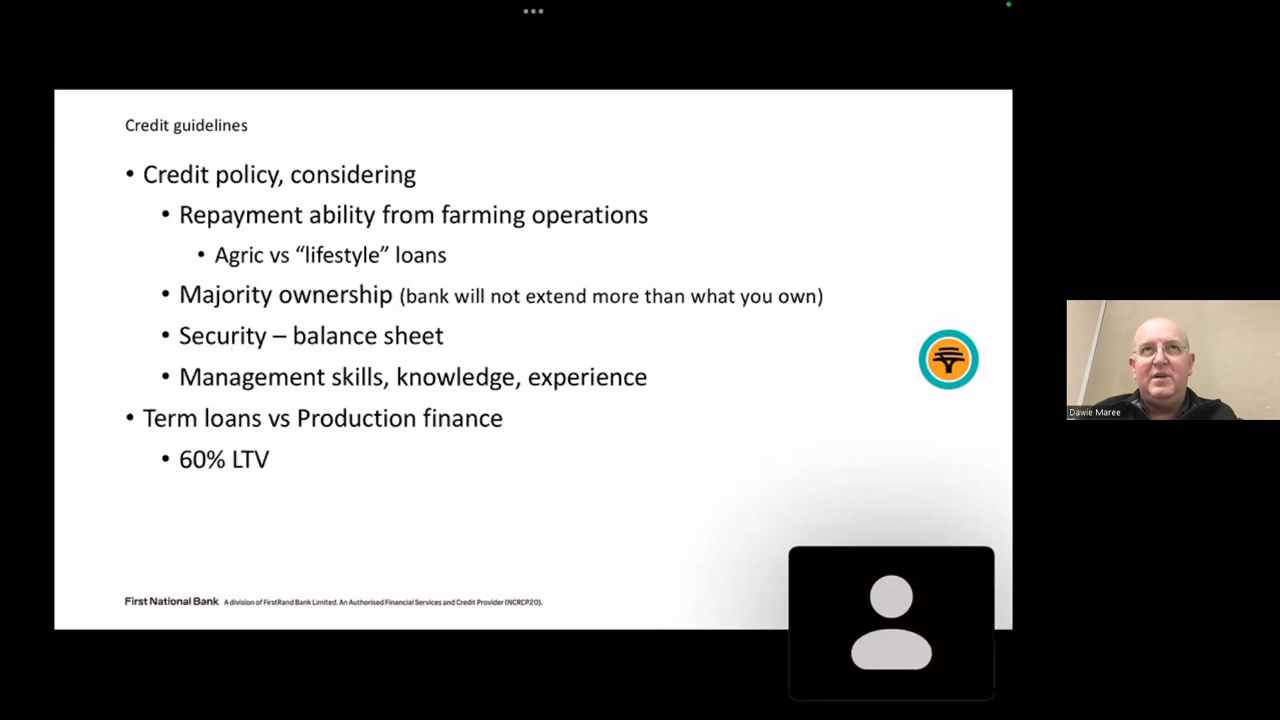 Credit guidelines
• Credit policy, considering
• Repayment ability from farming operations
• Agric vs “lifestyle” loans
• Majority ownership (bank will not extend more than what you own)
• Security – balance sheet
• Management skills, knowledge, experience
• Term loans vs Production finance
• 60% LTV
First National Bank A division of FirstRand Bank Limited. An Authorised Financial Services and Credit Provider (NCRCP20).
Dawie Maree